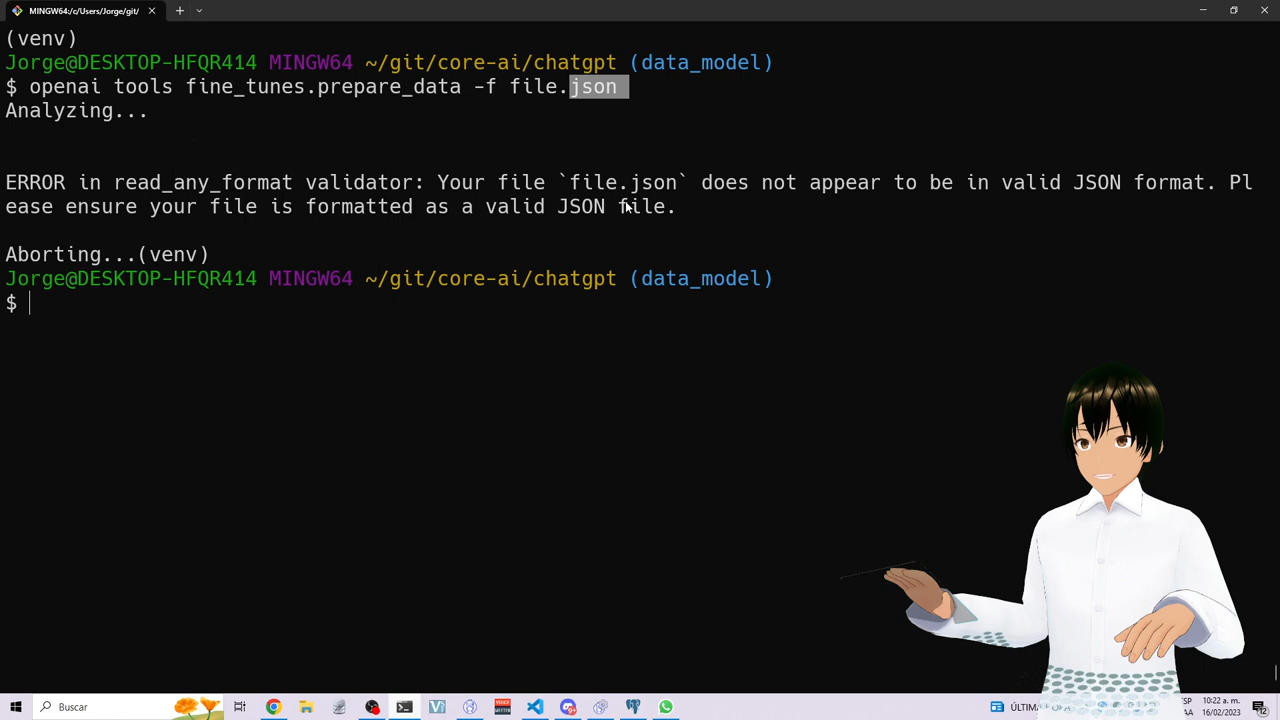 MINGW64:/c/Users/Jorge/git/
(venv)
Jorge@DESKTOP-HFQR414 MINGW64 ~/git/core-ai/chatgpt (data_model)
$ openai tools fine_tunes.prepare_data -f file.json
Analyzing...
ERROR in read_any_format validator: Your file `file.json` does not appear to be in valid JSON format. Pl
ease ensure your file is formatted as a valid JSON file.
Aborting...(venv)
Jorge@DESKTOP-HFQR414 MINGW64 ~/git/core-ai/chatgpt (data_model)
$
Buscar
ÚLTIM
ESP
10:22 a. m.
16/02/2023